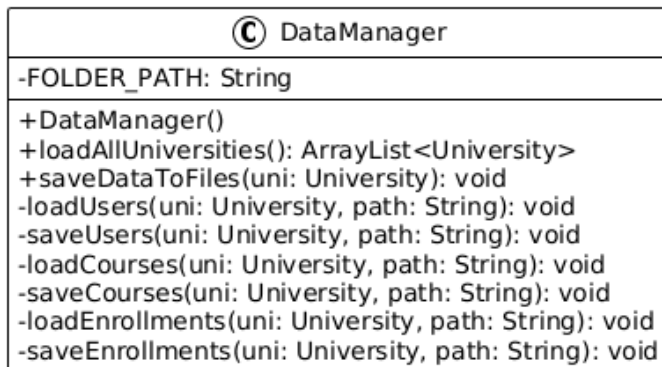 C DataManager
-FOLDER_PATH: String
+DataManager()
+loadAllUniversities(): ArrayList<University>
+saveDataToFiles(uni: University): void
-loadUsers(uni: University, path: String): void
-saveUsers(uni: University, path: String): void
-loadCourses(uni: University, path: String): void
-saveCourses(uni: University, path: String): void
-loadEnrollments(uni: University, path: String): void
-saveEnrollments(uni: University, path: String): void